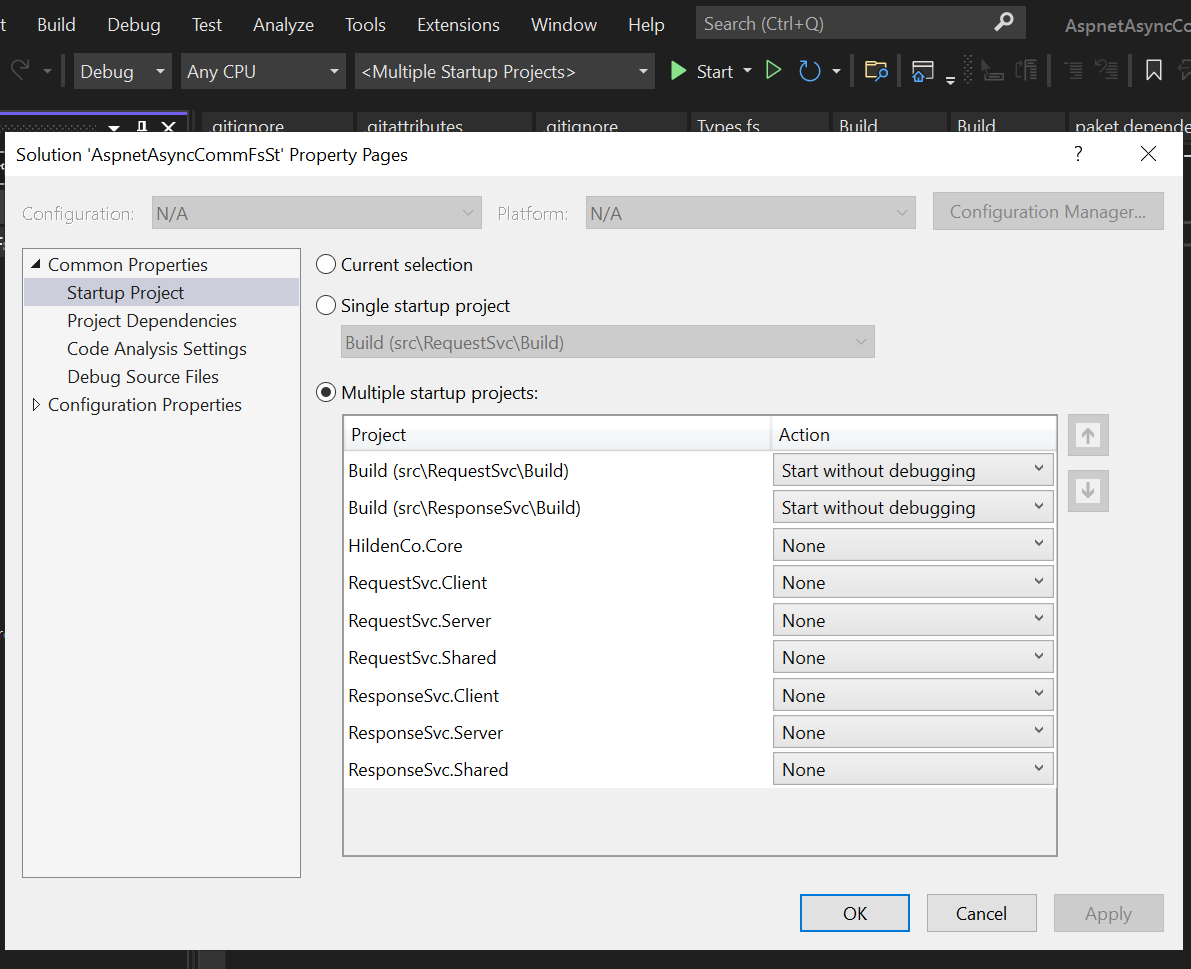 t Build Debug Test Analyze Tools Extensions Window Help Search (Ctrl+Q) AspnetAsyncCo
Debug Any CPU <Multiple Startup Projects> Start
.gitignore .gitattributes .gitignore Types.fs Build Build paket.depende
Solution 'AspnetAsyncCommFsSt' Property Pages ?
Configuration: N/A Platform: N/A Configuration Manager...
Common Properties
Startup Project
Project Dependencies
Code Analysis Settings
Debug Source Files
Configuration Properties
Current selection
Single startup project
Build (src\RequestSvc\Build)
Multiple startup projects:
Project Action
Build (src\RequestSvc\Build) Start without debugging
Build (src\ResponseSvc\Build) Start without debugging
HildenCo.Core None
RequestSvc.Client None
RequestSvc.Server None
RequestSvc.Shared None
ResponseSvc.Client None
ResponseSvc.Server None
ResponseSvc.Shared None
OK Cancel Apply